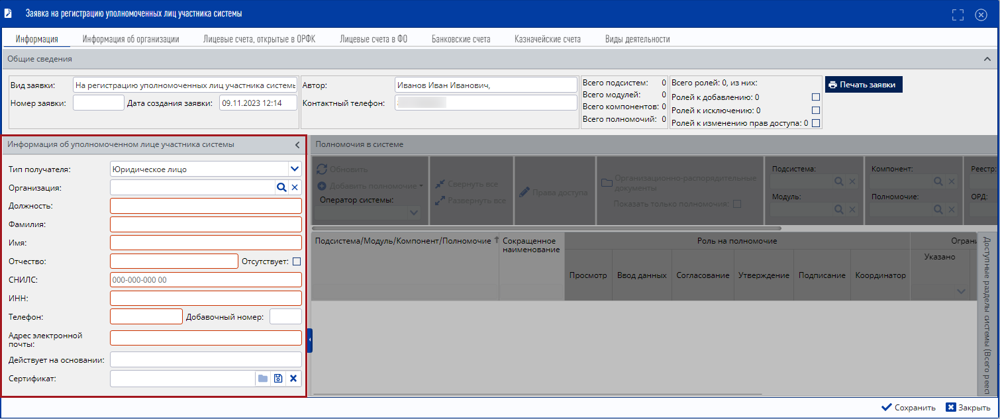 Заявка на регистрацию уполномоченных лиц участника системы
Информация Информация об организации Лицевые счета, открытые в ОРФК Лицевые счета в ФО Банковские счета Казначейские счета Виды деятельности
Общие сведения
Вид заявки: На регистрацию уполномоченных лиц участника системы
Номер заявки: Дата создания заявки: 09.11.2023 12:14
Автор: Иванов Иван Иванович,
Контактный телефон:
Всего подсистем: 0
Всего модулей: 0
Всего компонентов: 0
Всего полномочий: 0
Всего ролей: 0, из них:
Ролей к добавлению: 0
Ролей к исключению: 0
Ролей к изменению прав доступа: 0
Печать заявки
Информация об уполномоченном лице участника системы
Тип получателя: Юридическое лицо
Организация:
Должность:
Фамилия:
Имя:
Отчество: Отсутствует:
СНИЛС: 000-000-000 00
ИНН:
Телефон: Добавочный номер:
Адрес электронной
почты:
Действует на основании:
Сертификат:
Полномочия в системе
Обновить
Добавить полномочие
Оператор системы:
Свернуть все
Развернуть все
Права доступа
Организационно-распорядительные
документы
Показать только полномочия:
Подсистема:
Модуль:
Компонент:
Полномочие:
Реестр:
ОРД:
Подсистема/Модуль/Компонент/Полномочие
Сокращенное
наименование
Роль на полномочие
Просмотр Ввод данных Согласование Утверждение Подписание Координатор
Ограни
Указано
Доступные разделы системы (Всего реест
Сохранить Закрыть